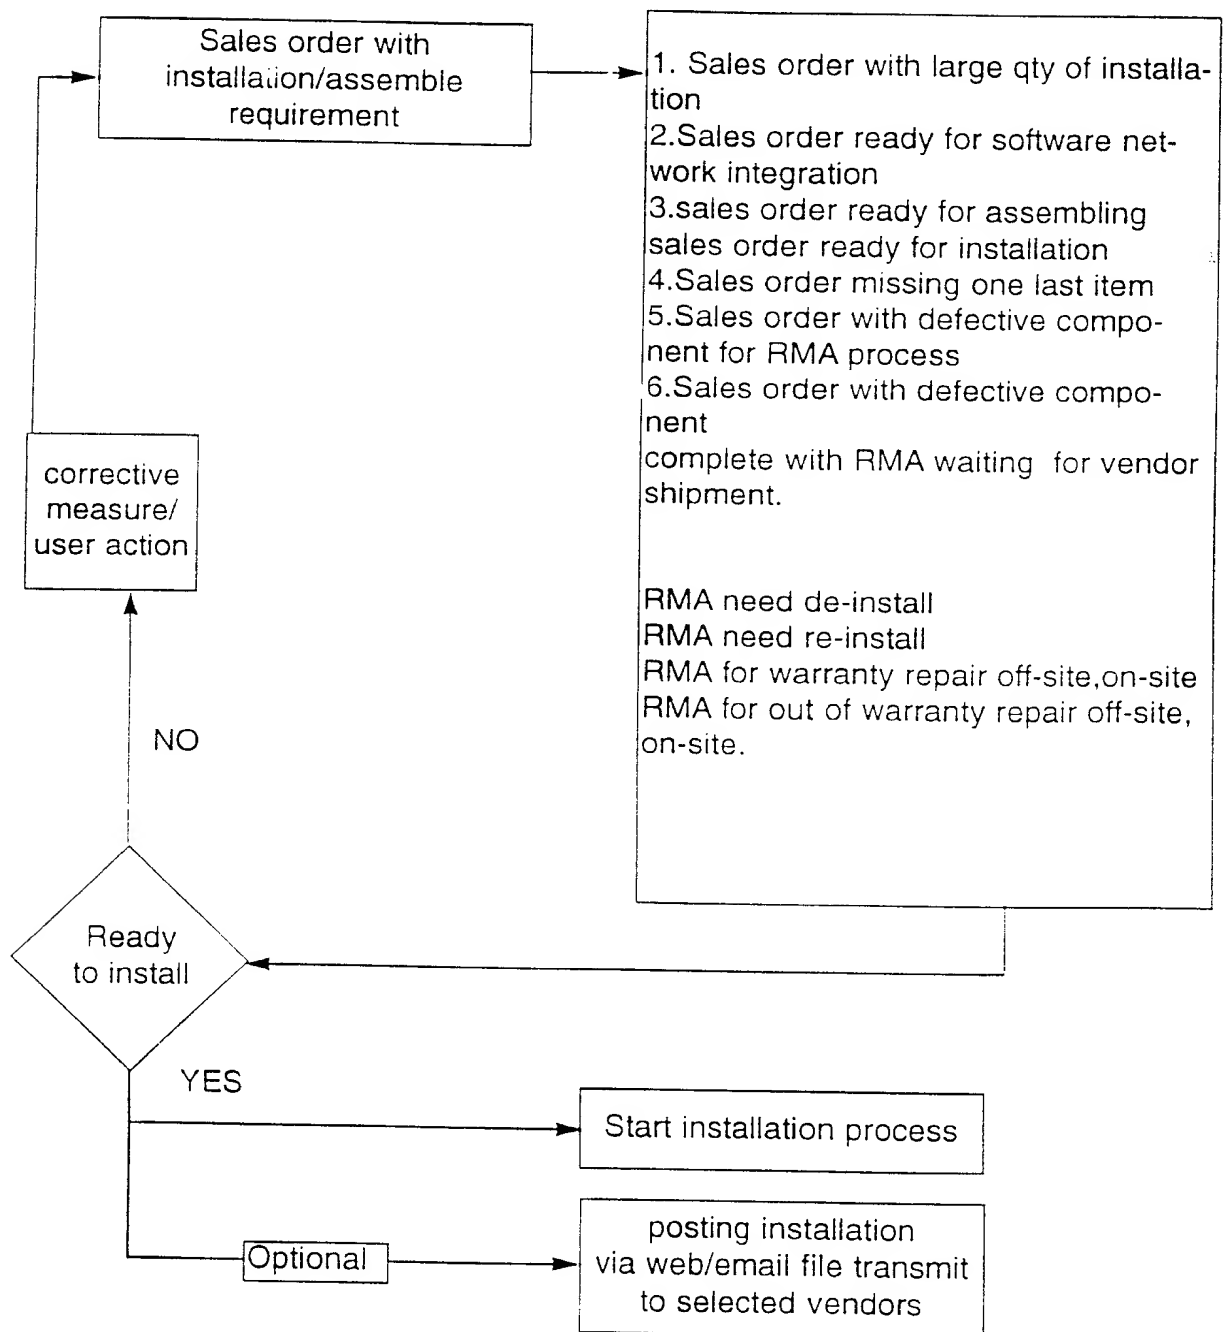 Sales order with
installation/assemble
requirement
1. Sales order with large qty of installa-
tion
2.Sales order ready for software net-
work integration
3.sales order ready for assembling
sales order ready for installation
4.Sales order missing one last item
5.Sales order with defective compo-
nent for RMA process
6.Sales order with defective compo-
nent
complete with RMA waiting for vendor
shipment.
RMA need de-install
RMA need re-install
RMA for warranty repair off-site,on-site
RMA for out of warranty repair off-site,
on-site.
corrective
measure/
user action
NO
Ready
to install
YES
Start installation process
Optional
posting installation
via web/email file transmit
to selected vendors